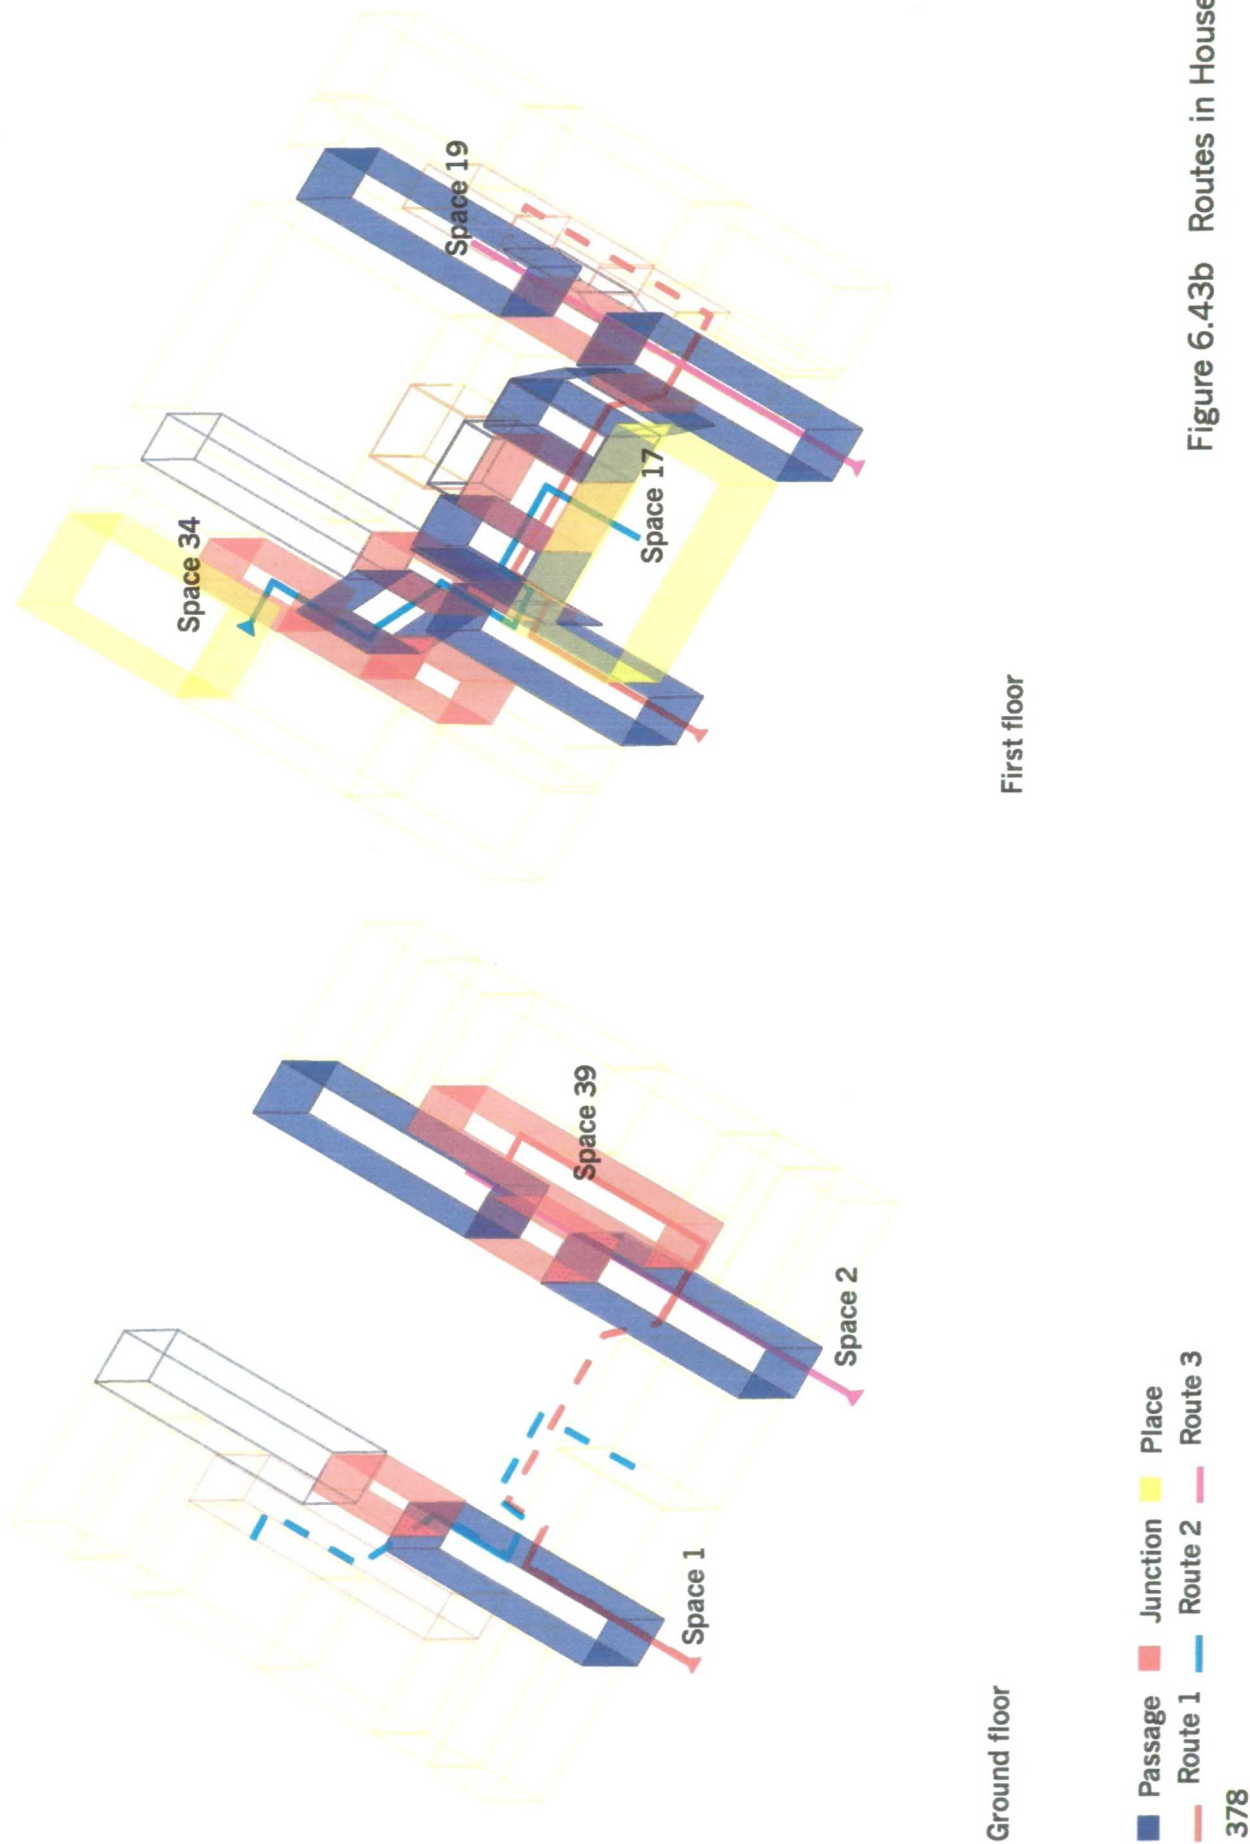 Space 34
Space 19
Space 17
First floor
Space 39
Space 1
Space 2
Ground floor
Passage Junction Place
Route 1 Route 2 Route 3
Figure 6.43b Routes in House
378